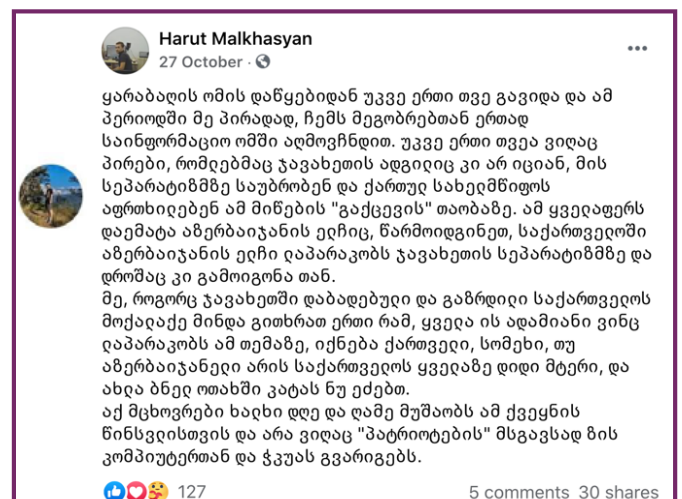 Harut Malkhasyan
27 October
ყარაბაღის ომის დაწყებიდან უკვე ერთი თვე გავიდა და ამ
პერიოდში მე პირადად, ჩემს მეგობრებთან ერთად
საინფორმაციო ომში აღმოვჩნდით. უკვე ერთი თვეა ვიღაც
პირები, რომლებმაც ჯავახეთის ადგილიც კი არ იციან, მის
სეპარატიზმზე საუბრობენ და ქართულ სახელმწიფოს
აფრთხილებენ ამ მიწების "გაქცევის" თაობაზე. ამ ყველაფერს
დაემატა აზერბაიჯანის ელჩიც, წარმოიდგინეთ, საქართველოში
აზერბაიჯანის ელჩი ლაპარაკობს ჯავახეთის სეპარატიზმზე და
დროშაც კი გამოიგონა თან.
მე, როგორც ჯავახეთში დაბადებული და გაზრდილი საქართველოს
მოქალაქე მინდა გითხრათ ერთი რამ, ყველა ის ადამიანი ვინც
ლაპარაკობს ამ თემაზე, იქნება ქართველი, სომეხი, თუ
აზერბაიჯანელი არის საქართველოს ყველაზე დიდი მტერი, და
ახლა ბნელ ოთახში კატას ნუ ეძებთ.
აქ მცხოვრები ხალხი დღე და ღამე მუშაობს ამ ქვეყნის
წინსვლისთვის და არა ვიღაც "პატრიოტების" მსგავსად ზის
კომპიუტერთან და ჭკუას გვარიგებს.
127 5 comments 30 shares